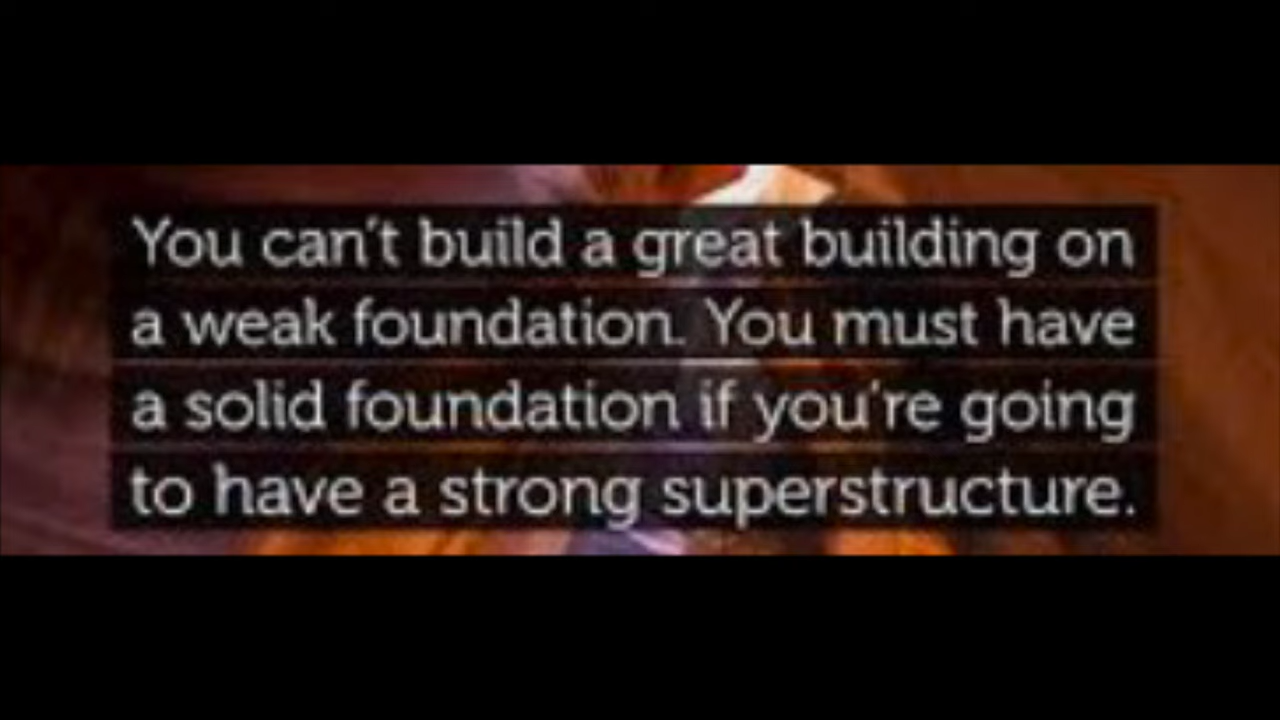 You can't build a great building on
a weak foundation. You must have
a solid foundation if you're going
to have a strong superstructure.